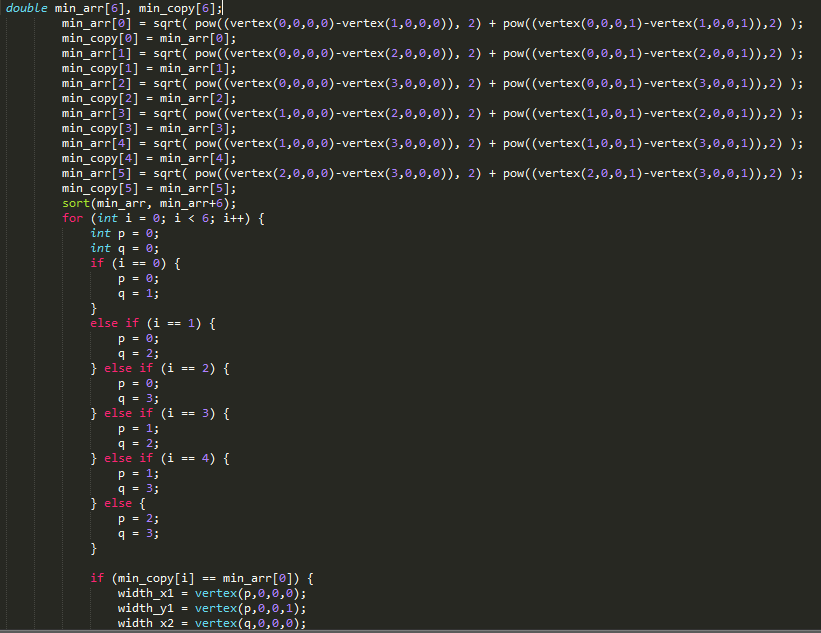 double min_arr[6], min_copy[6];
min_arr[0] = sqrt( pow((vertex(0,0,0,0)-vertex(1,0,0,0)), 2) + pow((vertex(0,0,0,1)-vertex(1,0,0,1)),2) );
min_copy[0] = min_arr[0];
min_arr[1] = sqrt( pow((vertex(0,0,0,0)-vertex(2,0,0,0)), 2) + pow((vertex(0,0,0,1)-vertex(2,0,0,1)),2) );
min_copy[1] = min_arr[1];
min_arr[2] = sqrt( pow((vertex(0,0,0,0)-vertex(3,0,0,0)), 2) + pow((vertex(0,0,0,1)-vertex(3,0,0,1)),2) );
min_copy[2] = min_arr[2];
min_arr[3] = sqrt( pow((vertex(1,0,0,0)-vertex(2,0,0,0)), 2) + pow((vertex(1,0,0,1)-vertex(2,0,0,1)),2) );
min_copy[3] = min_arr[3];
min_arr[4] = sqrt( pow((vertex(1,0,0,0)-vertex(3,0,0,0)), 2) + pow((vertex(1,0,0,1)-vertex(3,0,0,1)),2) );
min_copy[4] = min_arr[4];
min_arr[5] = sqrt( pow((vertex(2,0,0,0)-vertex(3,0,0,0)), 2) + pow((vertex(2,0,0,1)-vertex(3,0,0,1)),2) );
min_copy[5] = min_arr[5];
sort(min_arr, min_arr+6);
for (int i = 0; i < 6; i++) {
int p = 0;
int q = 0;
if (i == 0) {
p = 0;
q = 1;
}
else if (i == 1) {
p = 0;
q = 2;
} else if (i == 2) {
p = 0;
q = 3;
} else if (i == 3) {
p = 1;
q = 2;
} else if (i == 4) {
p = 1;
q = 3;
} else {
p = 2;
q = 3;
}
if (min_copy[i] == min_arr[0]) {
width_x1 = vertex(p,0,0,0);
width_y1 = vertex(p,0,0,1);
width_x2 = vertex(q,0,0,0);